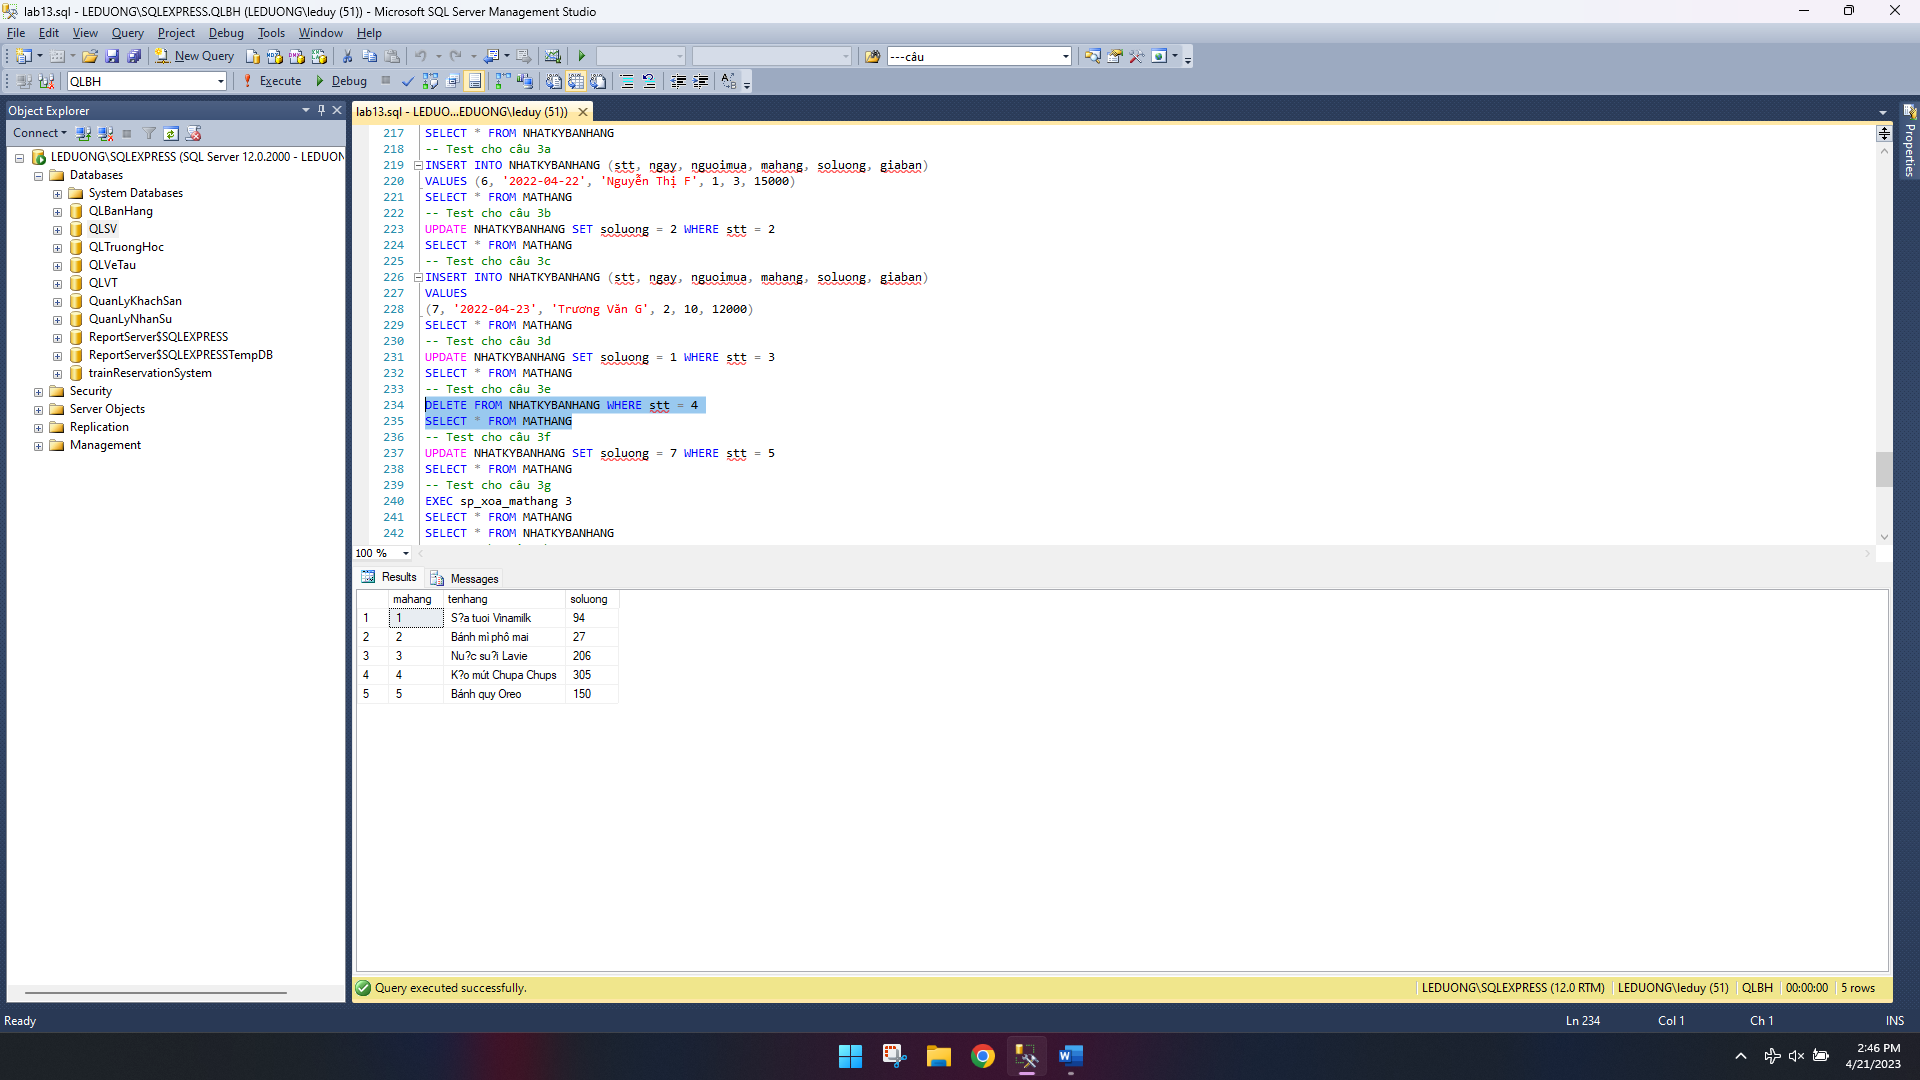 lab13.sql - LEDUONG\SQLEXPRESS.QLBH (LEDUONG\leduy (51)) - Microsoft SQL Server Management Studio
File Edit View Query Project Debug Tools Window Help
New Query ---câu
QLBH Execute Debug
Object Explorer
Connect
LEDUONG\SQLEXPRESS (SQL Server 12.0.2000 - LEDUON
Databases
System Databases
QLBanHang
QLSV
QLTruongHoc
QLVeTau
QLVT
QuanLyKhachSan
QuanLyNhanSu
ReportServer$SQLEXPRESS
ReportServer$SQLEXPRESSTempDB
trainReservationSystem
Security
Server Objects
Replication
Management
lab13.sql - LEDUO...EDUONG\leduy (51))
217 SELECT * FROM NHATKYBANHANG
218 -- Test cho câu 3a
219 INSERT INTO NHATKYBANHANG (stt, ngay, nguoimua, mahang, soluong, giaban)
220 VALUES (6, '2022-04-22', 'Nguyễn Thị F', 1, 3, 15000)
221 SELECT * FROM MATHANG
222 -- Test cho câu 3b
223 UPDATE NHATKYBANHANG SET soluong = 2 WHERE stt = 2
224 SELECT * FROM MATHANG
225 -- Test cho câu 3c
226 INSERT INTO NHATKYBANHANG (stt, ngay, nguoimua, mahang, soluong, giaban)
227 VALUES
228 (7, '2022-04-23', 'Trương Văn G', 2, 10, 12000)
229 SELECT * FROM MATHANG
230 -- Test cho câu 3d
231 UPDATE NHATKYBANHANG SET soluong = 1 WHERE stt = 3
232 SELECT * FROM MATHANG
233 -- Test cho câu 3e
234 DELETE FROM NHATKYBANHANG WHERE stt = 4
235 SELECT * FROM MATHANG
236 -- Test cho câu 3f
237 UPDATE NHATKYBANHANG SET soluong = 7 WHERE stt = 5
238 SELECT * FROM MATHANG
239 -- Test cho câu 3g
240 EXEC sp_xoa_mathang 3
241 SELECT * FROM MATHANG
242 SELECT * FROM NHATKYBANHANG
100 %
Results Messages
mahang tenhang soluong
1 1 S?a tuoi Vinamilk 94
2 2 Bánh mì phô mai 27
3 3 Nu?c su?i Lavie 206
4 4 K?o mút Chupa Chups 305
5 5 Bánh quy Oreo 150
Query executed successfully. LEDUONG\SQLEXPRESS (12.0 RTM) LEDUONG\leduy (51) QLBH 00:00:00 5 rows
Properties
Ready Ln 234 Col 1 Ch 1 INS
2:46 PM
4/21/2023